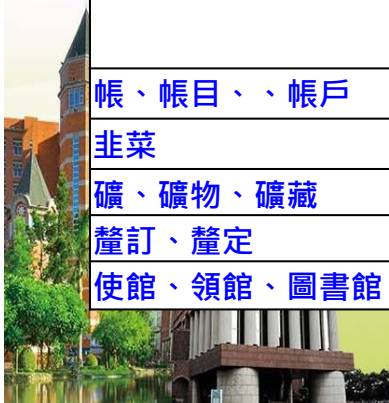 帳、帳目、、帳戶
韭菜
礦、礦物、礦藏
釐訂、釐定
使館、領館、圖書館